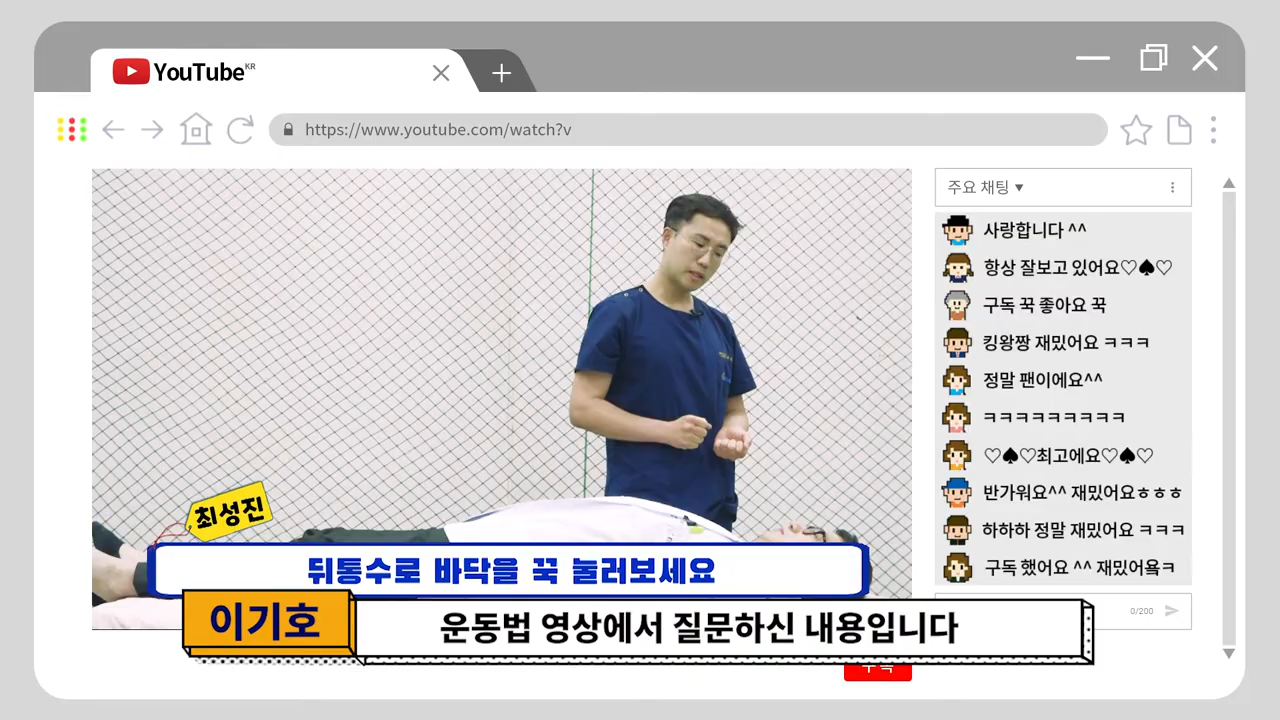 YouTube KR
https://www.youtube.com/watch?v
주요 채팅 ▼
사랑합니다 ^^
항상 잘보고 있어요♡♠♡
구독 꾹 좋아요 꾹
킹왕짱 재밌어요 ㅋㅋㅋ
정말 팬이에요^^
ㅋㅋㅋㅋㅋㅋㅋㅋㅋ
♡♠♡최고에요♡♠♡
반가워요^^ 재밌어요ㅎㅎㅎ
하하하 정말 재밌어요 ㅋㅋㅋ
구독 했어요 ^^ 재밌어욬ㅋ
0/200
최성진
뒤통수로 바닥을 꾹 눌러보세요
이기호
운동법 영상에서 질문하신 내용입니다